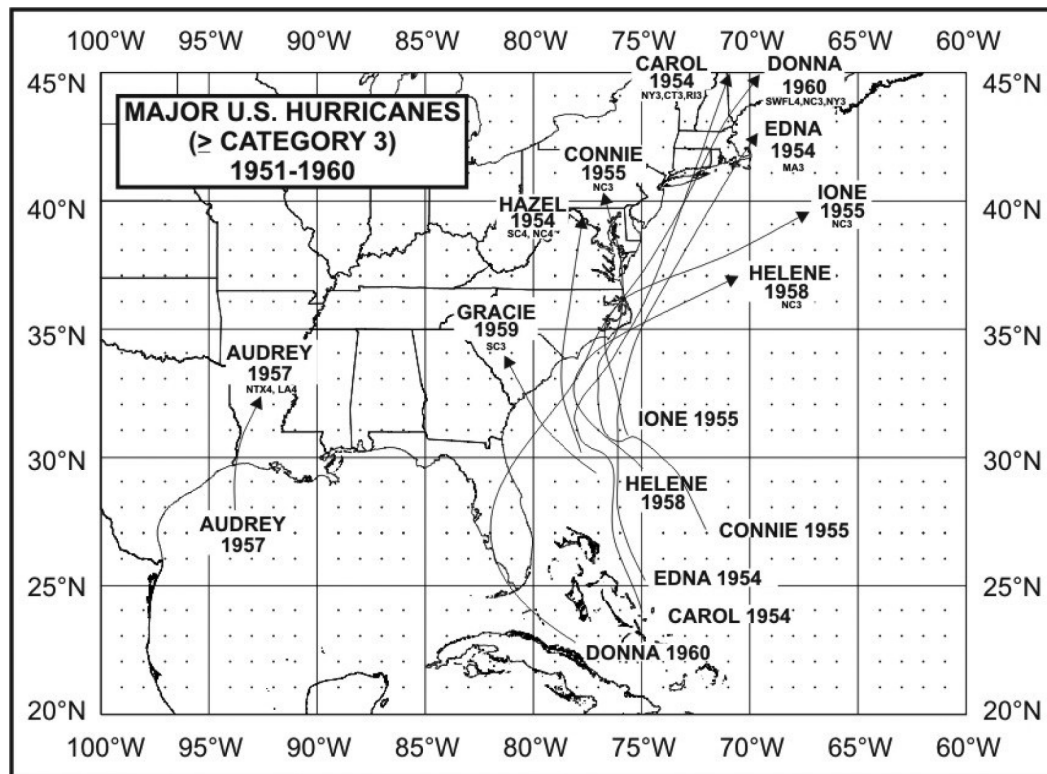 100°W 95°W 90°W 85°W 80°W 75°W 70°W 65°W 60°W
45°N
45°N
MAJOR U.S. HURRICANES
(≥ CATEGORY 3)
1951-1960
CAROL
1954
NY3,CT3,RI3
DONNA
1960
SWFL4,NC3,NY3
EDNA
1954
MA3
CONNIE
1955
NC3
IONE
1955
NC3
40°N
40°N
HAZEL
1954
SC4, NC4
HELENE
1958
NC3
GRACIE
1959
SC3
35°N
35°N
AUDREY
1957
NTX4, LA4
IONE 1955
30°N
30°N
HELENE
1958
AUDREY
1957
CONNIE 1955
EDNA 1954
25°N
25°N
CAROL 1954
DONNA 1960
20°N
20°N
100°W 95°W 90°W 85°W 80°W 75°W 70°W 65°W 60°W